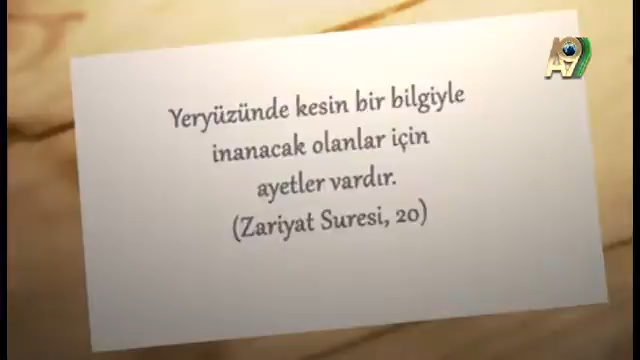 Yeryüzünde kesin bir bilgiyle
inanacak olanlar için
ayetler vardır.
(Zariyat Suresi, 20)
A9